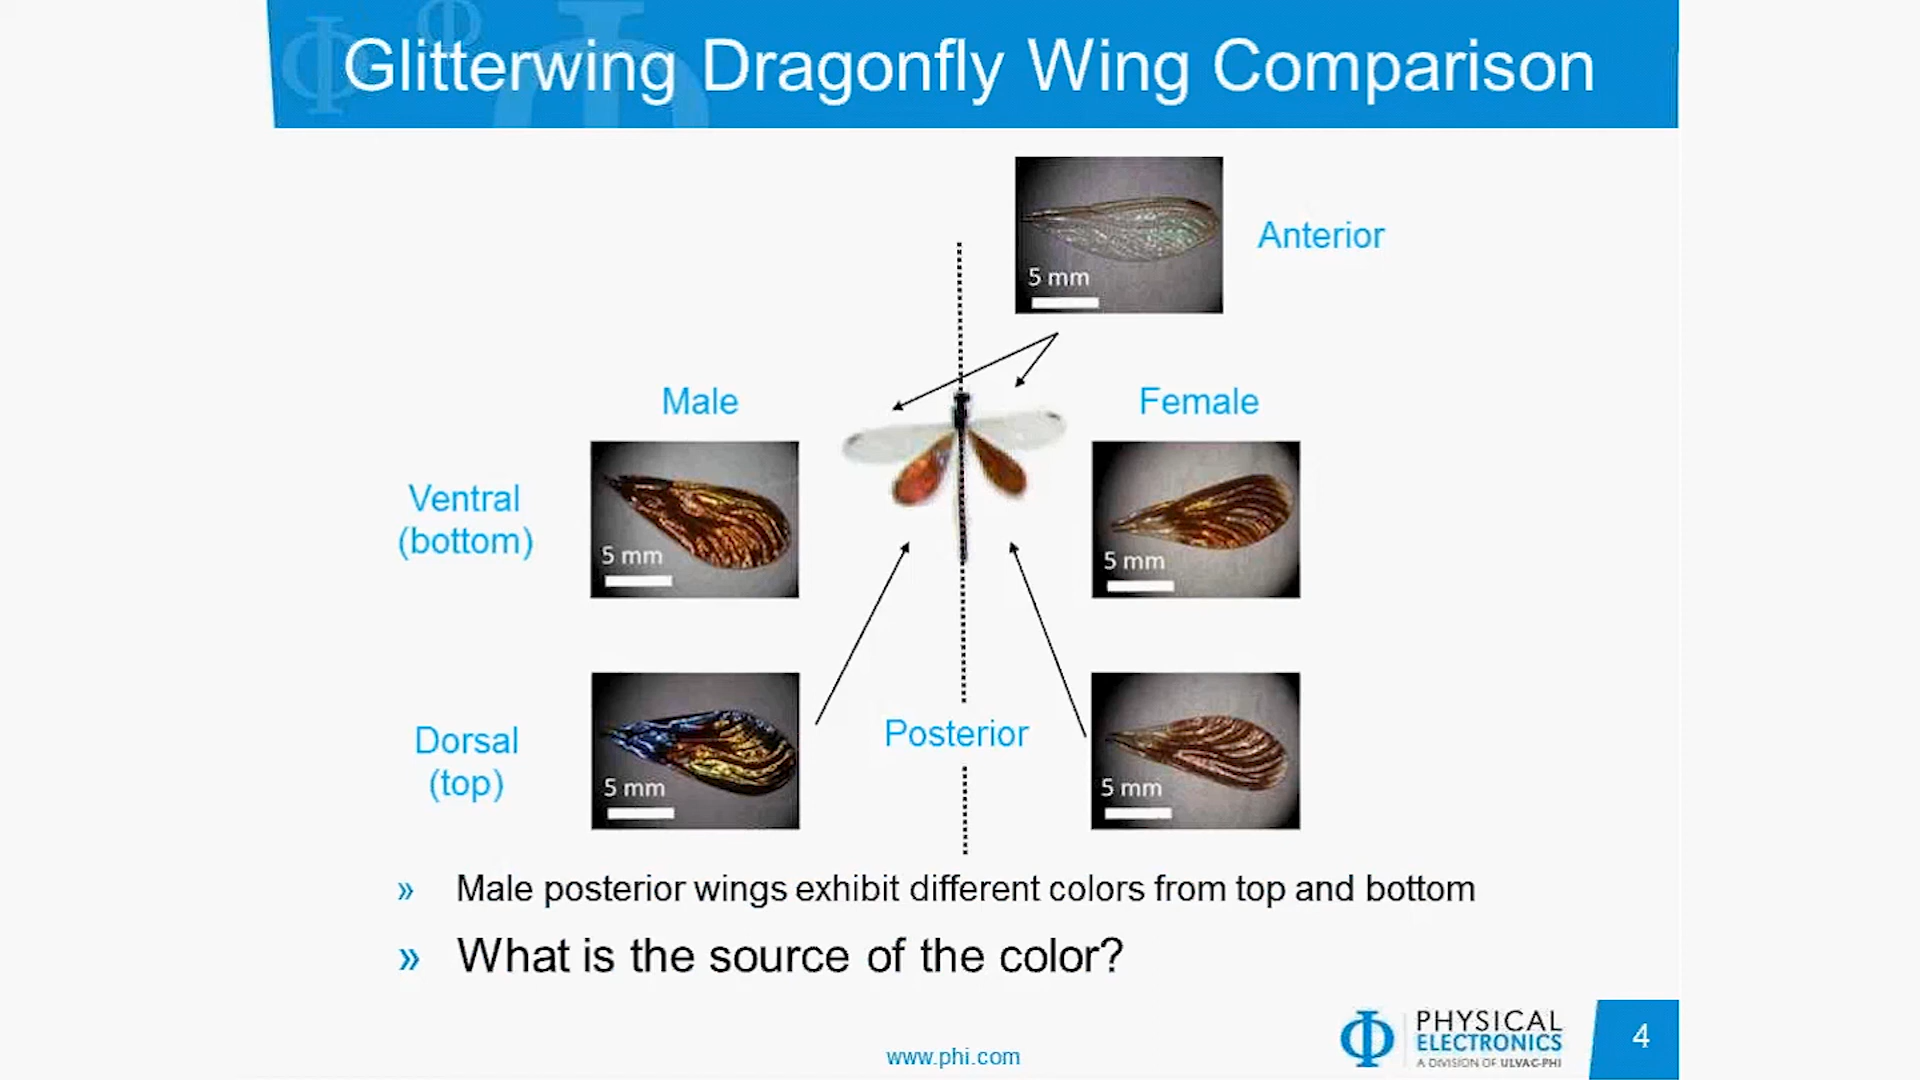 Glitterwing Dragonfly Wing Comparison
5 mm
Anterior
Male
Female
Ventral
(bottom)
5 mm
5 mm
Dorsal
(top)
5 mm
Posterior
5 mm
» Male posterior wings exhibit different colors from top and bottom
» What is the source of the color?
www.phi.com
PHYSICAL
ELECTRONICS
A DIVISION OF ULVAC-PHI
4